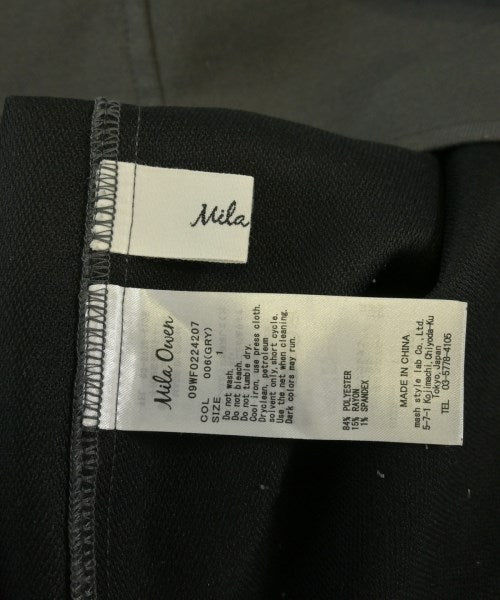 Mila
Mila Owen
09WF0224207
COL 006(GRY)
SIZE 1
Do not wash.
Do not bleach.
Do not tumble dry.
Cool iron, use press cloth.
Dryclean, petroleum
solvent only, short cycle.
Use the net when cleaning.
Dark colors may run.
84% POLYESTER
15% RAYON
1% SPANDEX
MADE IN CHINA
mash style lab Co.,Ltd.
5-7-1 Kojimachi, Chiyoda-Ku
Tokyo, Japan
TEL 03-5778-4105